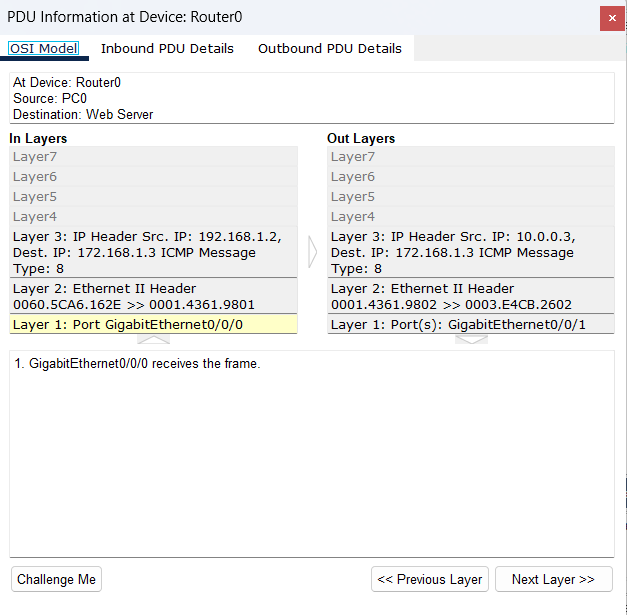 PDU Information at Device: Router0
OSI Model Inbound PDU Details Outbound PDU Details
At Device: Router0
Source: PC0
Destination: Web Server
In Layers
Layer7
Layer6
Layer5
Layer4
Layer 3: IP Header Src. IP: 192.168.1.2,
Dest. IP: 172.168.1.3 ICMP Message
Type: 8
Layer 2: Ethernet II Header
0060.5CA6.162E >> 0001.4361.9801
Layer 1: Port GigabitEthernet0/0/0
Out Layers
Layer7
Layer6
Layer5
Layer4
Layer 3: IP Header Src. IP: 10.0.0.3,
Dest. IP: 172.168.1.3 ICMP Message
Type: 8
Layer 2: Ethernet II Header
0001.4361.9802 >> 0003.E4CB.2602
Layer 1: Port(s): GigabitEthernet0/0/1
1. GigabitEthernet0/0/0 receives the frame.
Challenge Me << Previous Layer Next Layer >>